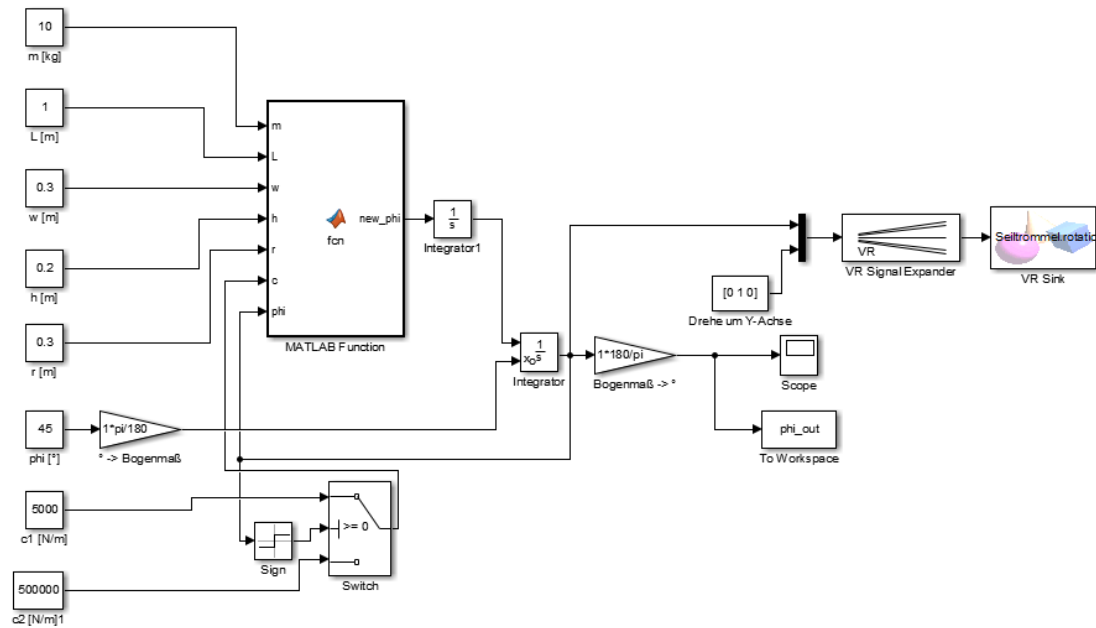 10
m [kg]
1
L [m]
0.3
w [m]
0.2
h [m]
0.3
r [m]
45
phi [°]
1*pi/180
° -> Bogenmaß
5000
c1 [N/m]
500000
c2 [N/m]1
m
L
w
h
r
c
phi
fcn
new_phi
MATLAB Function
1
s
Integrator1
xo
1
s
Integrator
Sign
>= 0
Switch
1*180/pi
Bogenmaß -> °
[0 1 0]
Drehe um Y-Achse
VR
VR Signal Expander
Seiltrommel.rotatio
VR Sink
Scope
phi_out
To Workspace